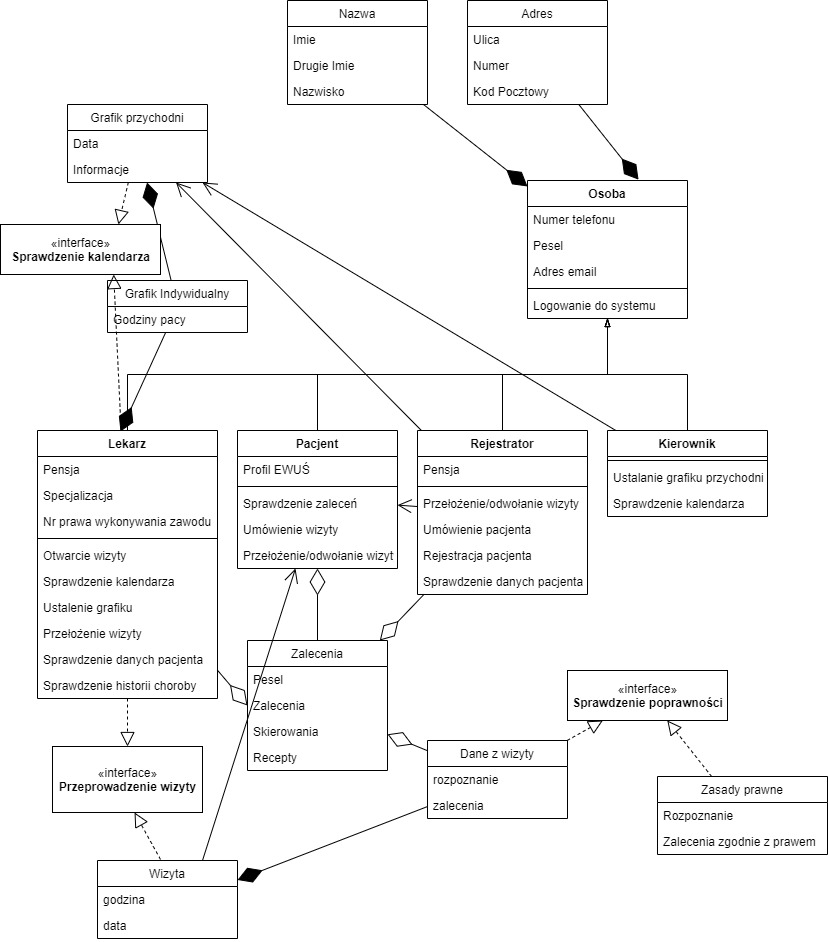 Nazwa
Imie
Drugie Imie
Nazwisko
Adres
Ulica
Numer
Kod Pocztowy
Grafik przychodni
Data
Informacje
Osoba
Numer telefonu
Pesel
Adres email
Logowanie do systemu
«interface»
Sprawdzenie kalendarza
Grafik Indywidualny
Godziny pacy
Lekarz
Pensja
Specjalizacja
Nr prawa wykonywania zawodu
Otwarcie wizyty
Sprawdzenie kalendarza
Ustalenie grafiku
Przełożenie wizyty
Sprawdzenie danych pacjenta
Sprawdzenie historii choroby
Pacjent
Profil EWUŚ
Sprawdzenie zaleceń
Umówienie wizyty
Przełożenie/odwołanie wizyt
Rejestrator
Pensja
Przełożenie/odwołanie wizyty
Umówienie pacjenta
Rejestracja pacjenta
Sprawdzenie danych pacjenta
Kierownik
Ustalanie grafiku przychodni
Sprawdzenie kalendarza
Zalecenia
Pesel
Zalecenia
Skierowania
Recepty
«interface»
Sprawdzenie poprawności
Dane z wizyty
rozpoznanie
zalecenia
Zasady prawne
Rozpoznanie
Zalecenia zgodnie z prawem
«interface»
Przeprowadzenie wizyty
Wizyta
godzina
data